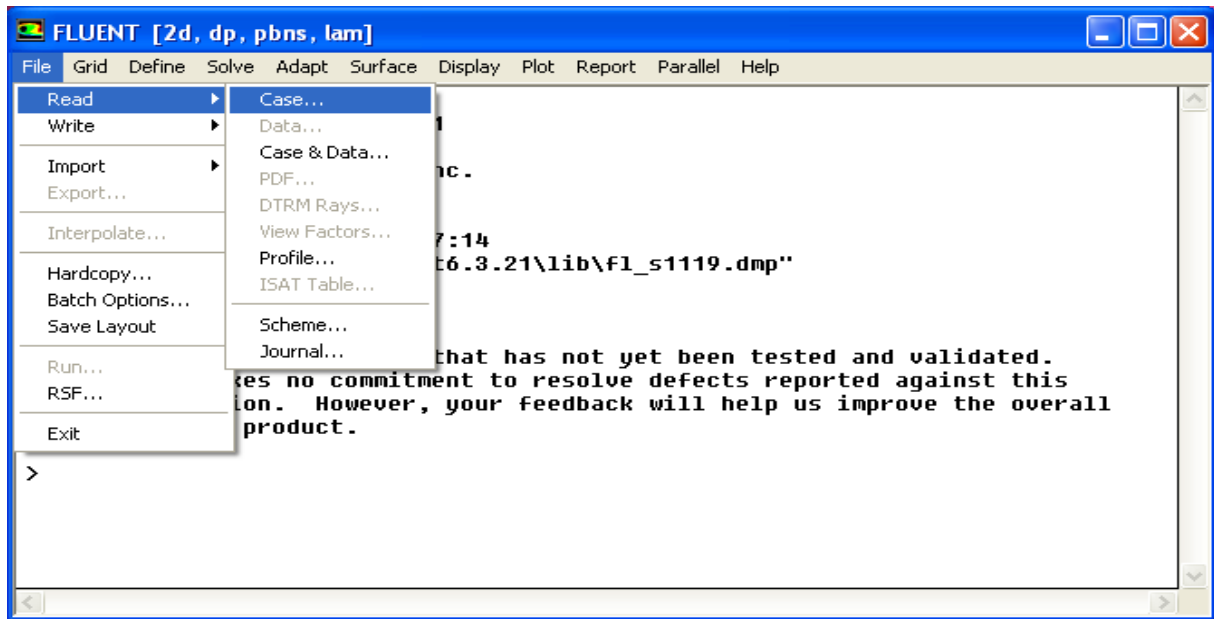 FLUENT [2d, dp, pbns, lam]
File Grid Define Solve Adapt Surface Display Plot Report Parallel Help
Read
Write
Import
Export...
Interpolate...
Hardcopy...
Batch Options...
Save Layout
Run...
RSF...
Exit
Case...
Data...
Case & Data...
PDF...
DTRM Rays...
View Factors...
Profile...
ISAT Table...
Scheme...
Journal...
1
nc.
7:14
t6.3.21\lib\fl_s1119.dmp"
that has not yet been tested and validated.
kes no commitment to resolve defects reported against this
ion. However, your feedback will help us improve the overall
product.
>